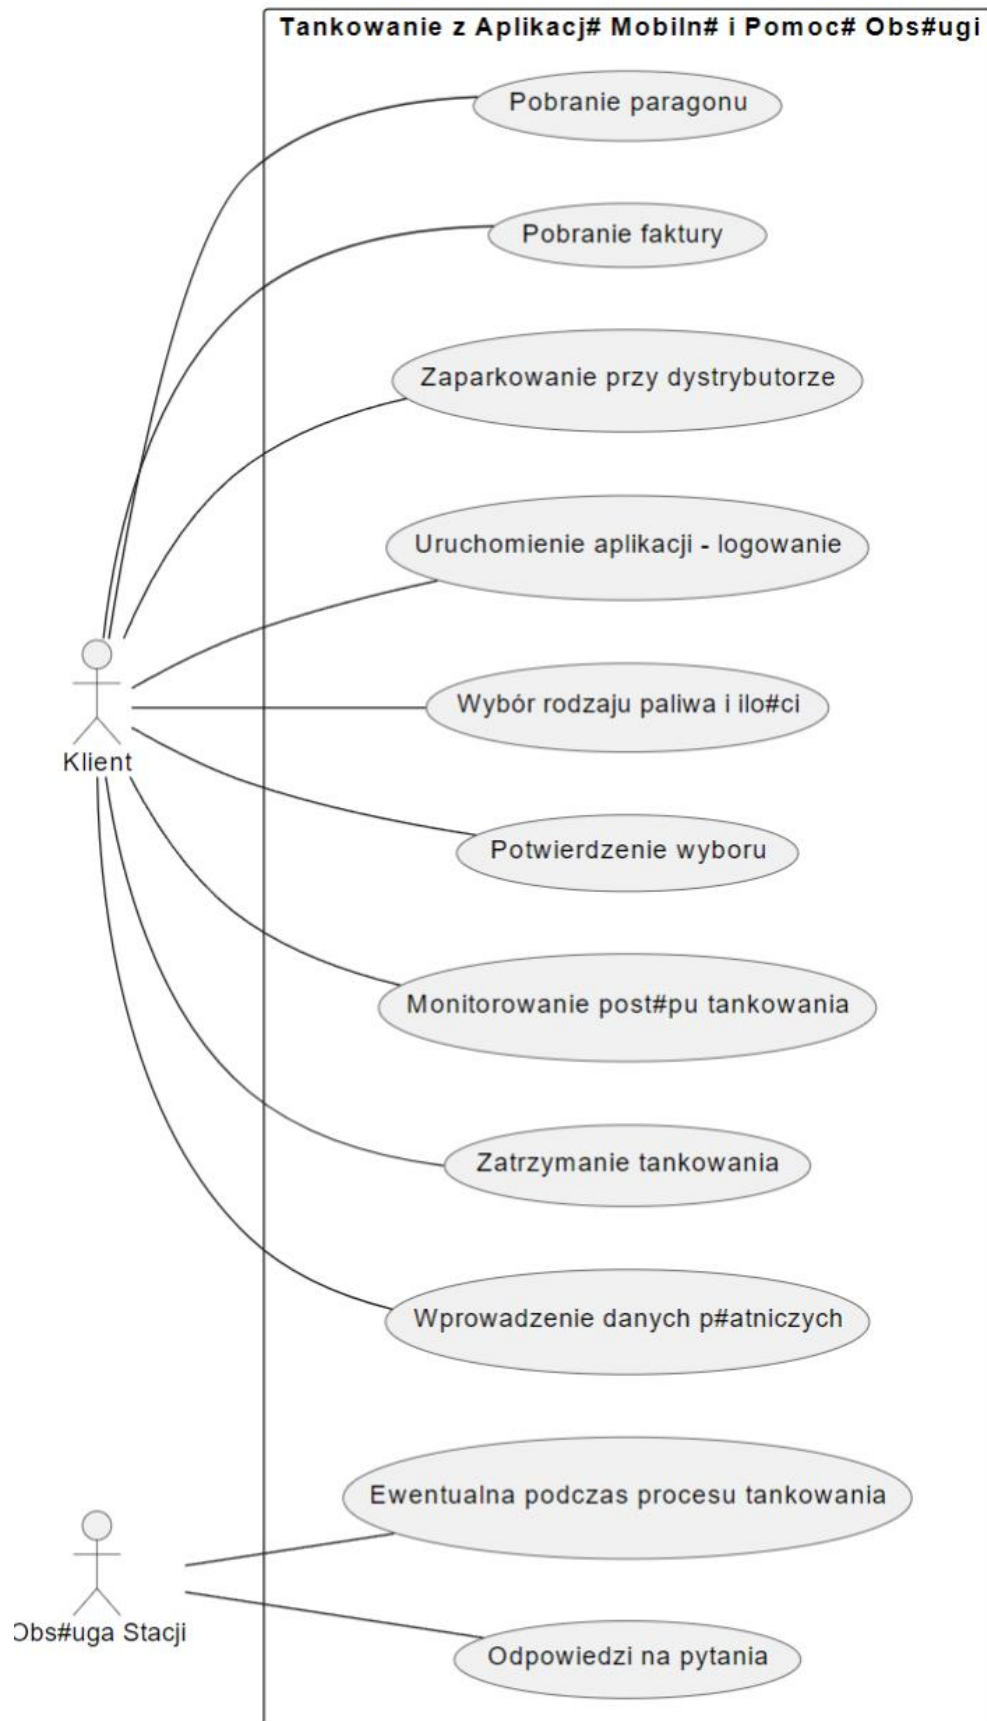 Tankowanie z Aplikacj# Mobiln# i Pomoc# Obs#ugi
Pobranie paragonu
Pobranie faktury
Zaparkowanie przy dystrybutorze
Uruchomienie aplikacji - logowanie
Wybór rodzaju paliwa i ilo#ci
Klient
Potwierdzenie wyboru
Monitorowanie post#pu tankowania
Zatrzymanie tankowania
Wprowadzenie danych p#atniczych
Ewentualna podczas procesu tankowania
Obs#uga Stacji
Odpowiedzi na pytania